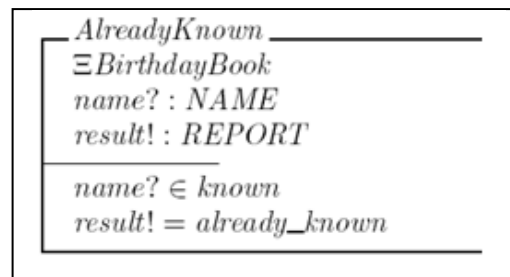 AlreadyKnown
ΞBirthdayBook
name? : NAME
result! : REPORT
name? ∈ known
result! = already_known